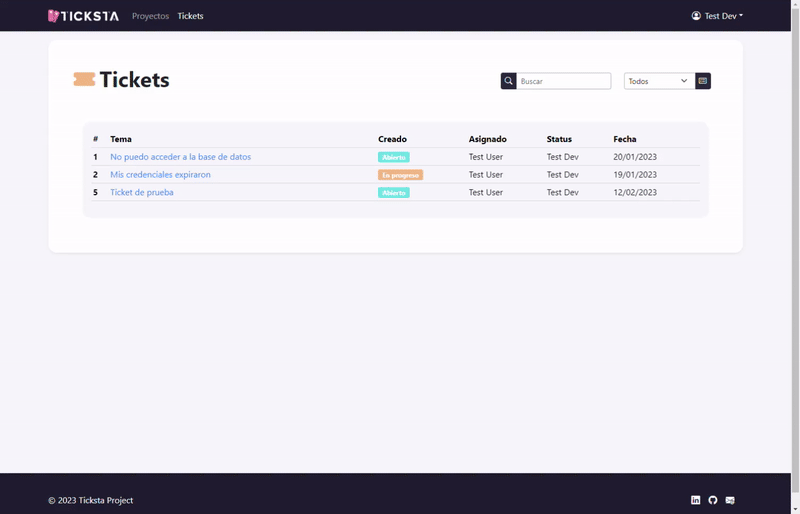 TICKSTA Proyectos Tickets Test Dev
Tickets
Buscar
Todos
# Tema Creado Asignado Status Fecha
1 No puedo acceder a la base de datos Abierto Test User Test Dev 20/01/2023
2 Mis credenciales expiraron En progreso Test User Test Dev 19/01/2023
5 Ticket de prueba Abierto Test User Test Dev 12/02/2023
© 2023 Ticksta Project